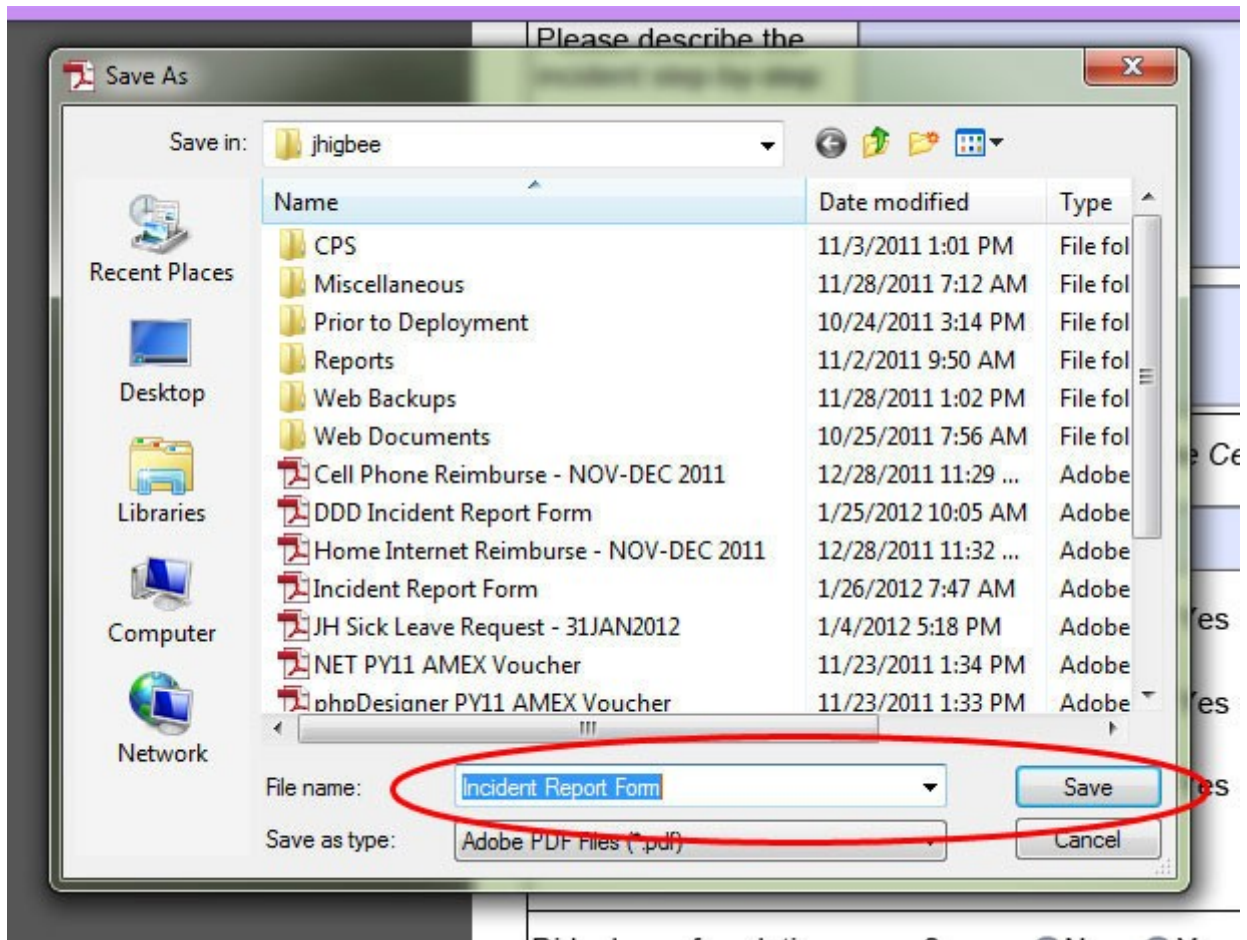 Please describe the
incident step-by-step
Save As
Save in: jhigbee
Name Date modified Type
CPS 11/3/2011 1:01 PM File fol
Miscellaneous 11/28/2011 7:12 AM File fol
Prior to Deployment 10/24/2011 3:14 PM File fol
Reports 11/2/2011 9:50 AM File fol
Web Backups 11/28/2011 1:02 PM File fol
Web Documents 10/25/2011 7:56 AM File fol
Cell Phone Reimburse - NOV-DEC 2011 12/28/2011 11:29 ... Adobe
DDD Incident Report Form 1/25/2012 10:05 AM Adobe
Home Internet Reimburse - NOV-DEC 2011 12/28/2011 11:32 ... Adobe
Incident Report Form 1/26/2012 7:47 AM Adobe
JH Sick Leave Request - 31JAN2012 1/4/2012 5:18 PM Adobe
NET PY11 AMEX Voucher 11/23/2011 1:34 PM Adobe
phpDesigner PY11 AMEX Voucher 11/23/2011 1:33 PM Adobe
Recent Places
Desktop
Libraries
Computer
Network
File name: Incident Report Form Save
Save as type: Adobe PDF Files (*.pdf) Cancel
Ce
es
es
es